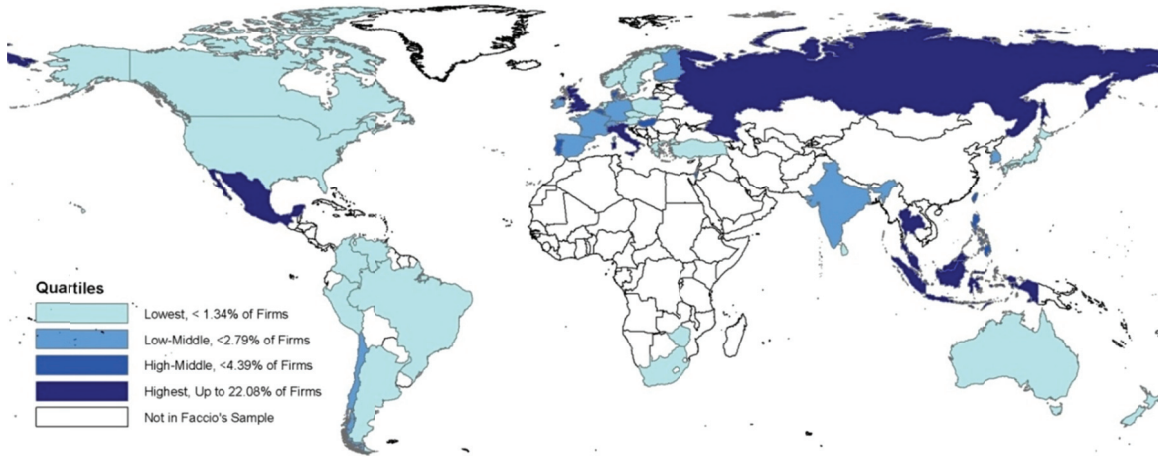 Quartiles
Lowest, < 1.34% of Firms
Low-Middle, <2.79% of Firms
High-Middle, <4.39% of Firms
Highest, Up to 22.08% of Firms
Not in Faccio's Sample